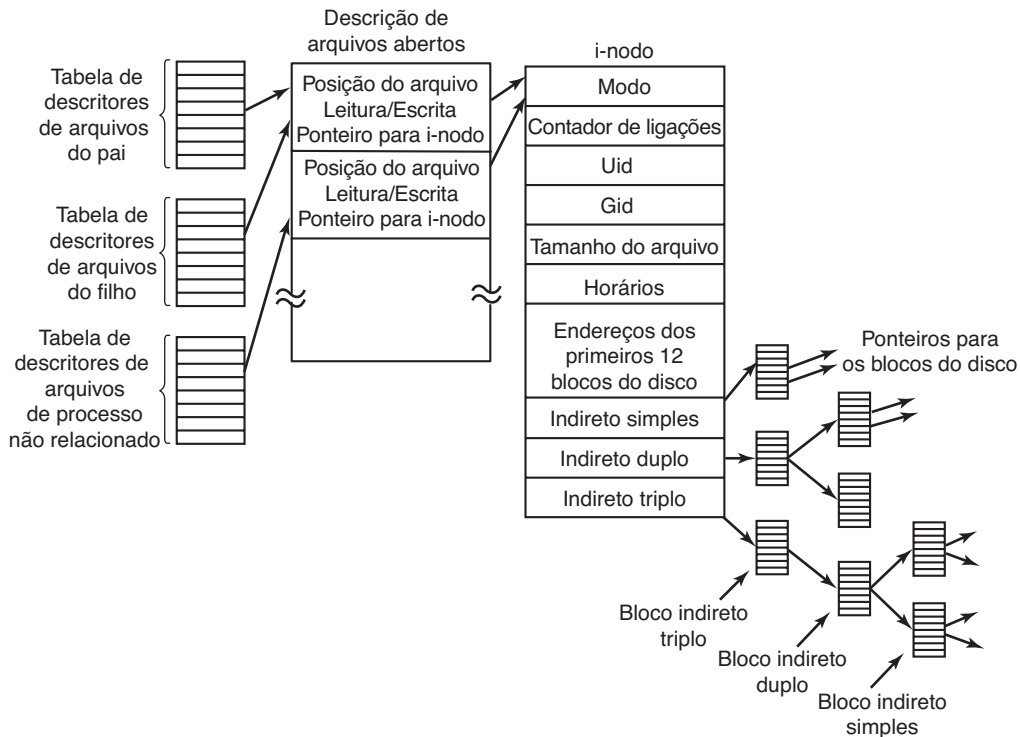 Descrição de
arquivos abertos
Tabela de
descritores
de arquivos
do pai
Tabela de
descritores
de arquivos
do filho
Tabela de
descritores de
arquivos
de processo
não relacionado
Posição do arquivo
Leitura/Escrita
Ponteiro para i-nodo
Posição do arquivo
Leitura/Escrita
Ponteiro para i-nodo
i-nodo
Modo
Contador de ligações
Uid
Gid
Tamanho do arquivo
Horários
Endereços dos
primeiros 12
blocos do disco
Indireto simples
Indireto duplo
Indireto triplo
Ponteiros para
os blocos do disco
Bloco indireto
triplo
Bloco indireto
duplo
Bloco indireto
simples